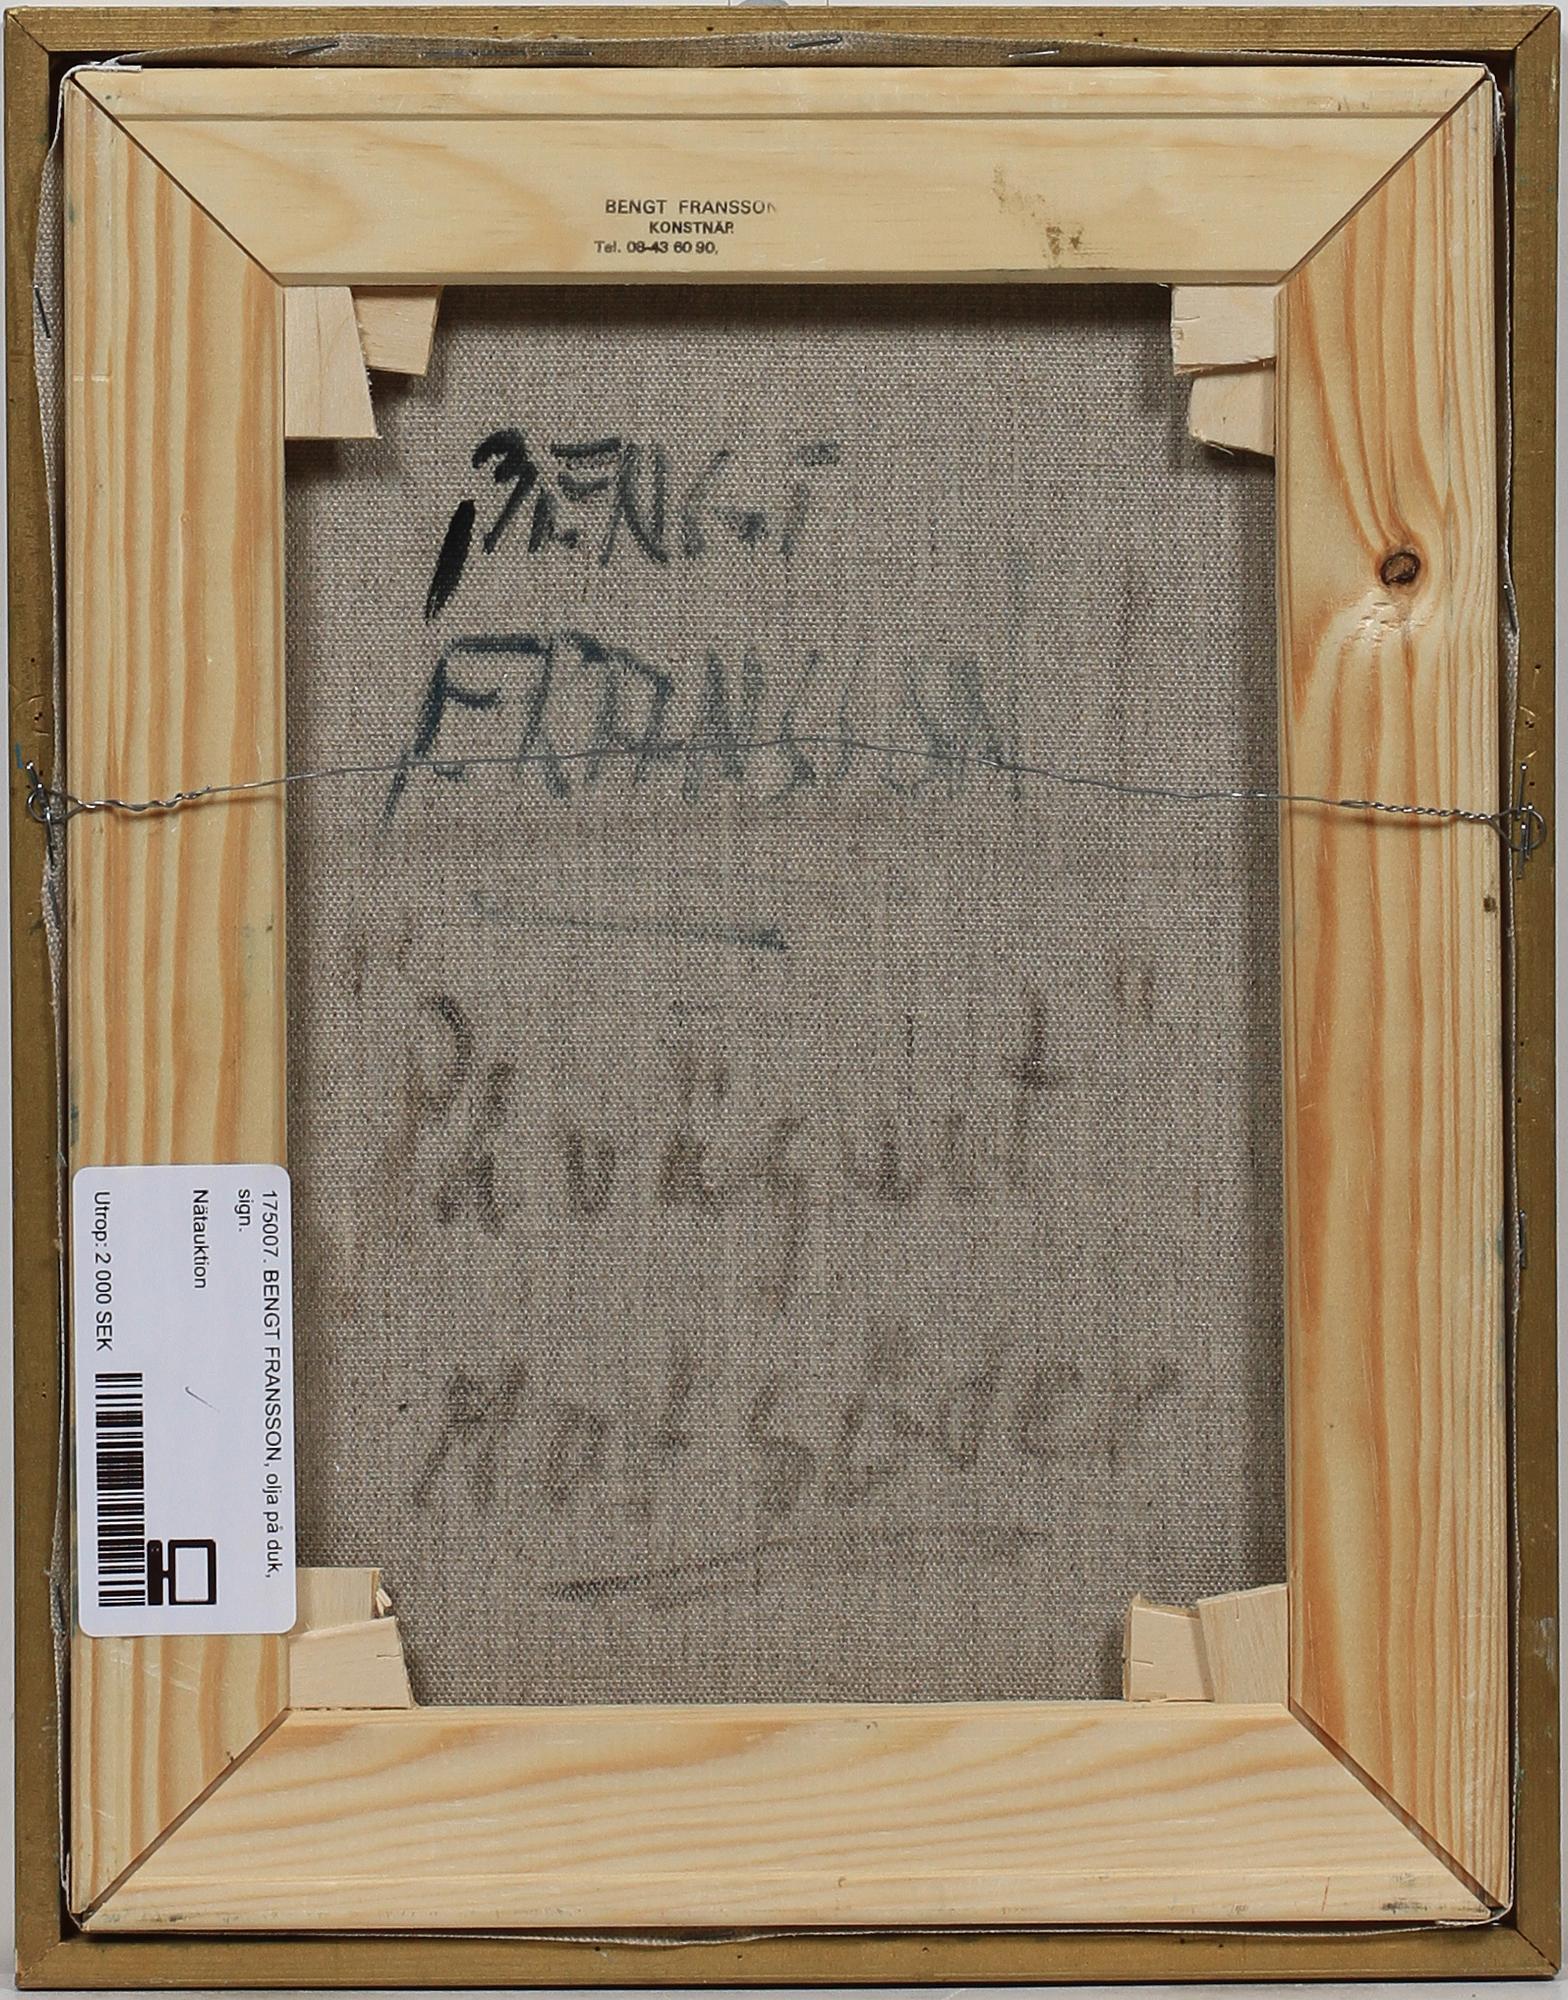 BENGT FRANSSON
KONSTNÄR
Tel. 08-43 60 90,
BENGT
FRANSSON
175007. BENGT FRANSSON, olja på duk,
sign.
Nätauktion
Utrop: 2 000 SEK